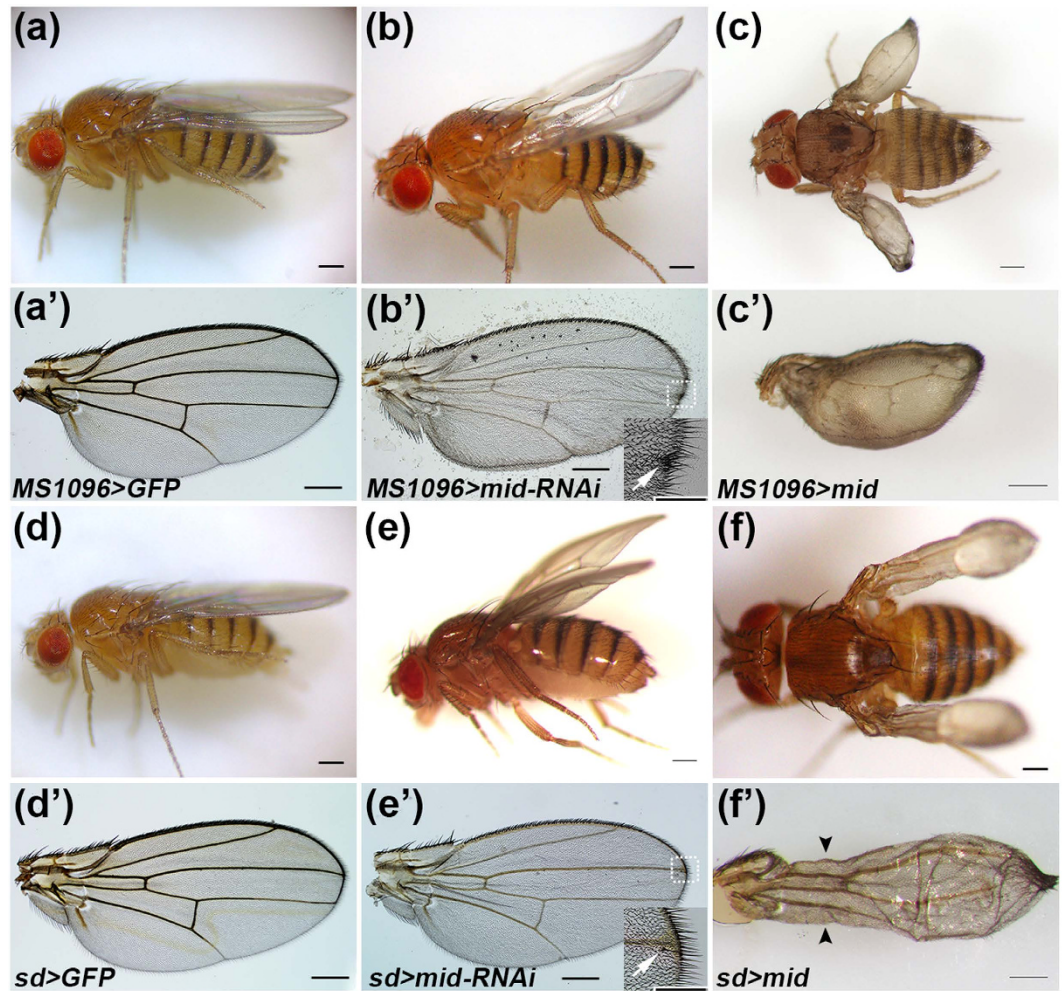 (a)
(b)
(c)
(a')
(b')
(c')
MS1096>GFP
MS1096>mid-RNAi
MS1096>mid
(d)
(e)
(f)
(d')
(e')
(f')
sd>GFP
sd>mid-RNAi
sd>mid